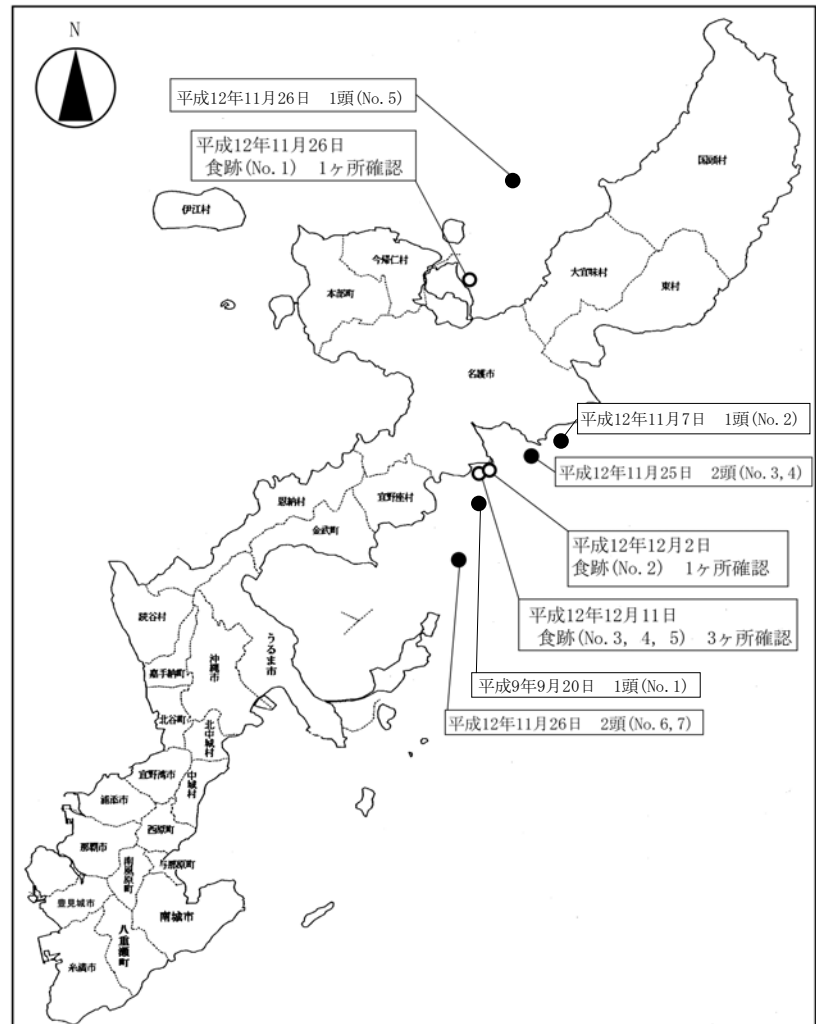 N
平成12年11月26日 1頭(No.5)
平成12年11月26日
食跡(No.1) 1ヶ所確認
国頭村
伊江村
今帰仁村
大宜味村
本部町
東村
名護市
平成12年11月7日 1頭(No.2)
平成12年11月25日 2頭(No.3,4)
恩納村
宜野座村
金武町
平成12年12月2日
食跡(No.2) 1ヶ所確認
平成12年12月11日
食跡(No.3, 4, 5) 3ヶ所確認
読谷村
うるま市
沖縄市
嘉手納町
平成9年9月20日 1頭(No.1)
北谷町
北中城村
平成12年11月26日 2頭(No.6,7)
宜野湾市
中城村
浦添市
西原町
那覇市
南風原町
与那原町
豊見城市
南城市
八重瀬町
糸満市